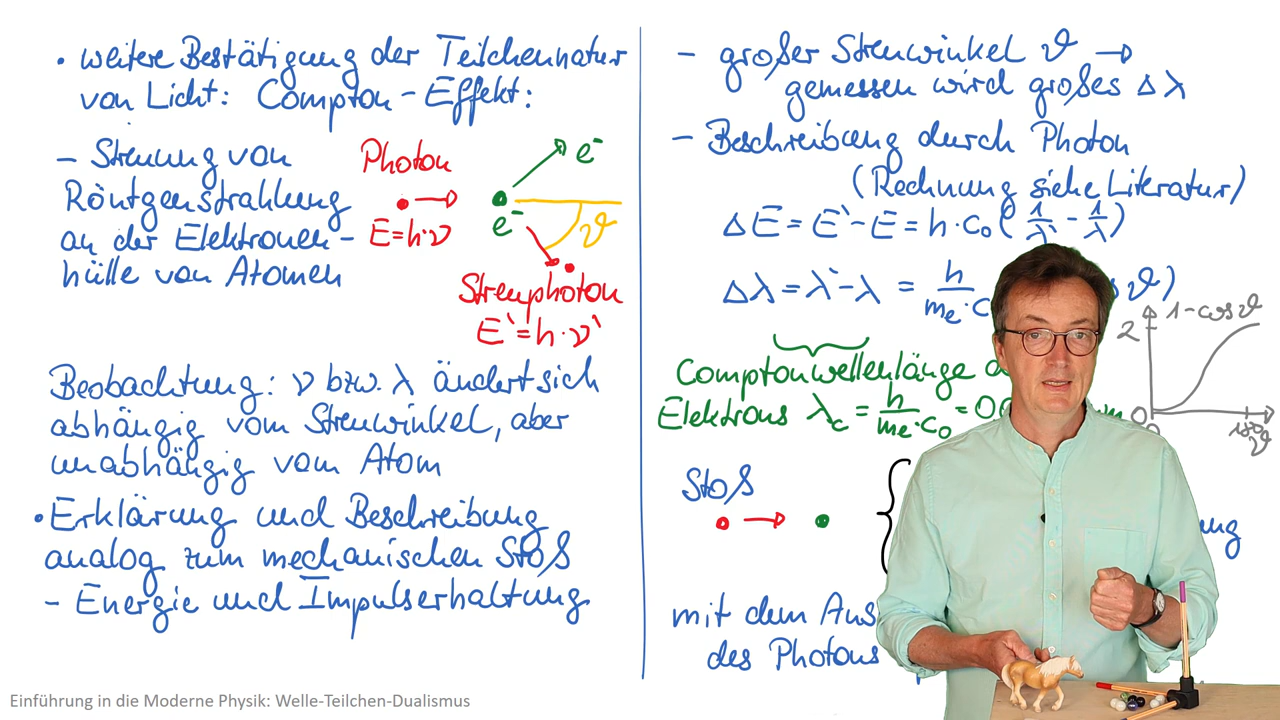 • weitere Bestätigung der Teilchennatur
von Licht: Compton-Effekt:
- Streuung von
Röntgenstrahlung
an der Elektronen-
hülle von Atomen
Photon
E=h·ν
e⁻
e⁻
ϑ
Streuphoton
E'=h·ν'
Beobachtung: ν bzw. λ ändert sich
abhängig vom Streuwinkel, aber
unabhängig vom Atom
• Erklärung und Beschreibung
analog zum mechanischen Stoß
- Energie und Impulserhaltung
- großer Streuwinkel ϑ →
gemessen wird großes Δλ
- Beschreibung durch Photon
(Rechnung siehe Literatur)
ΔE = E'-E = h·c₀(1/λ' - 1/λ)
Δλ = λ'-λ = h/mₑ·c ϑ)
2
1-cosϑ
0
180
ϑ
Comptonwellenlänge
Elektrons λc = h/mₑ·c₀ =
Stoß
mit dem
des Photons
Einführung in die Moderne Physik: Welle-Teilchen-Dualismus